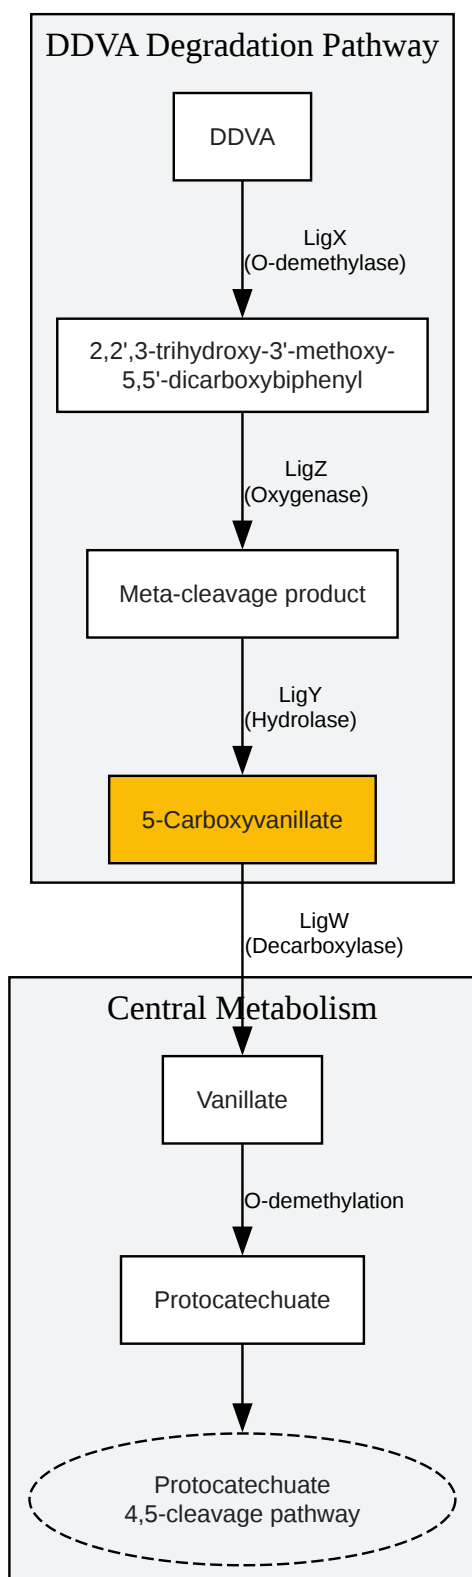 DDVA Degradation Pathway
DDVA
LigX
(O-demethylase)
2,2',3-trihydroxy-3'-methoxy-
5,5'-dicarboxybiphenyl
LigZ
(Oxygenase)
Meta-cleavage product
LigY
(Hydrolase)
5-Carboxyvanillate
LigW
(Decarboxylase)
Central Metabolism
Vanillate
O-demethylation
Protocatechuate
Protocatechuate
4,5-cleavage pathway